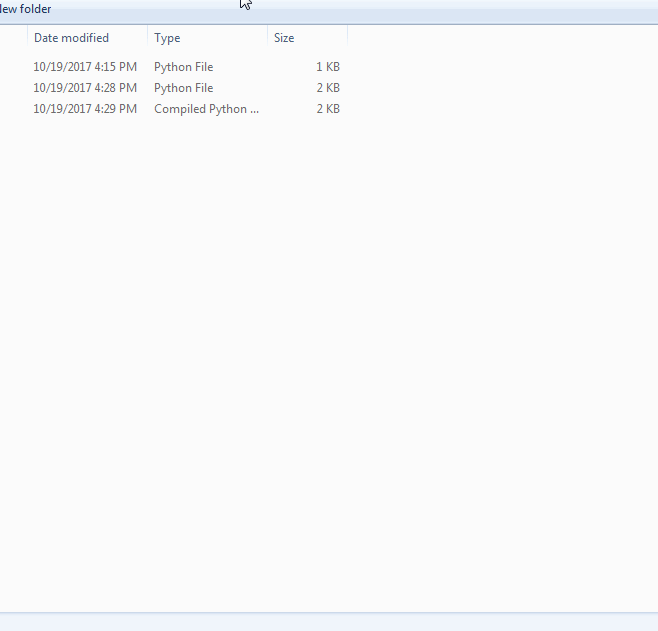 lew folder
Date modified Type Size
10/19/2017 4:15 PM Python File 1 KB
10/19/2017 4:28 PM Python File 2 KB
10/19/2017 4:29 PM Compiled Python ... 2 KB